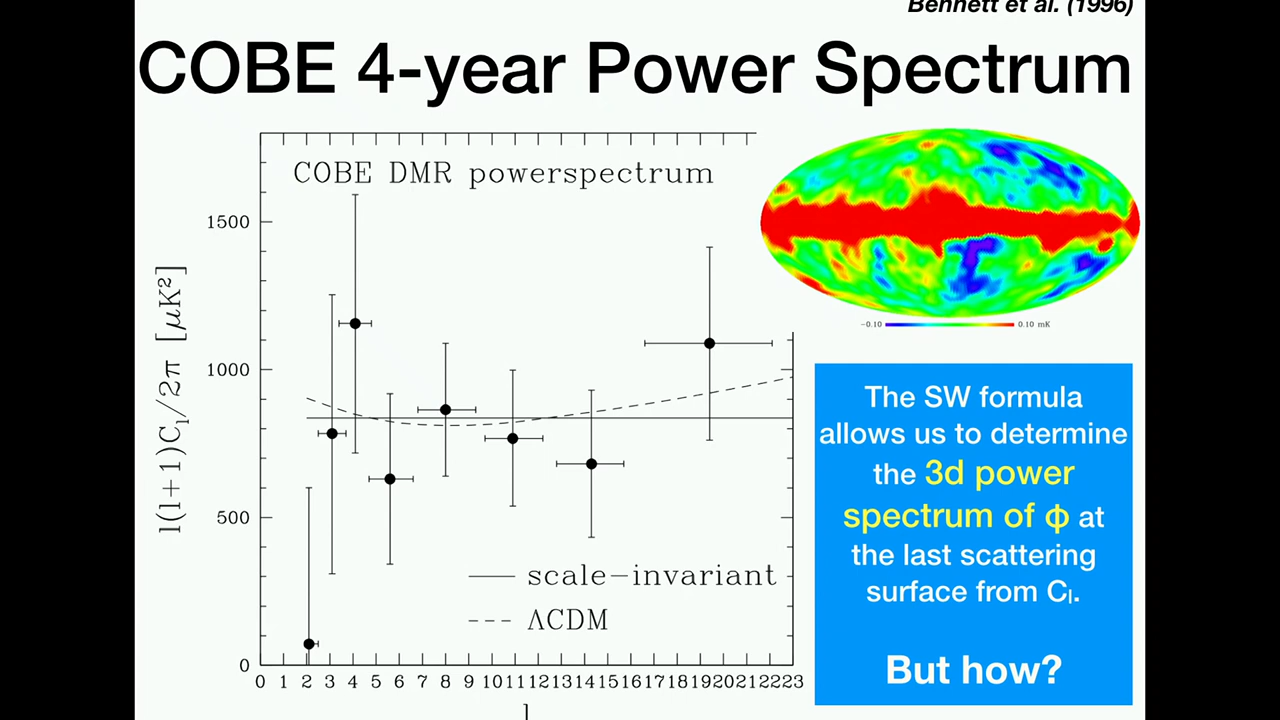 Bennett et al. (1996)
COBE 4-year Power Spectrum
COBE DMR powerspectrum
l(l+1)C_l/2π [μK²]
1500
1000
500
0
0 1 2 3 4 5 6 7 8 9 10 11 12 13 14 15 16 17 18 19 20 21 22 23
l
scale-invariant
ΛCDM
-0.10
0.10 mK
The SW formula
allows us to determine
the 3d power
spectrum of ϕ at
the last scattering
surface from Cₗ.
But how?